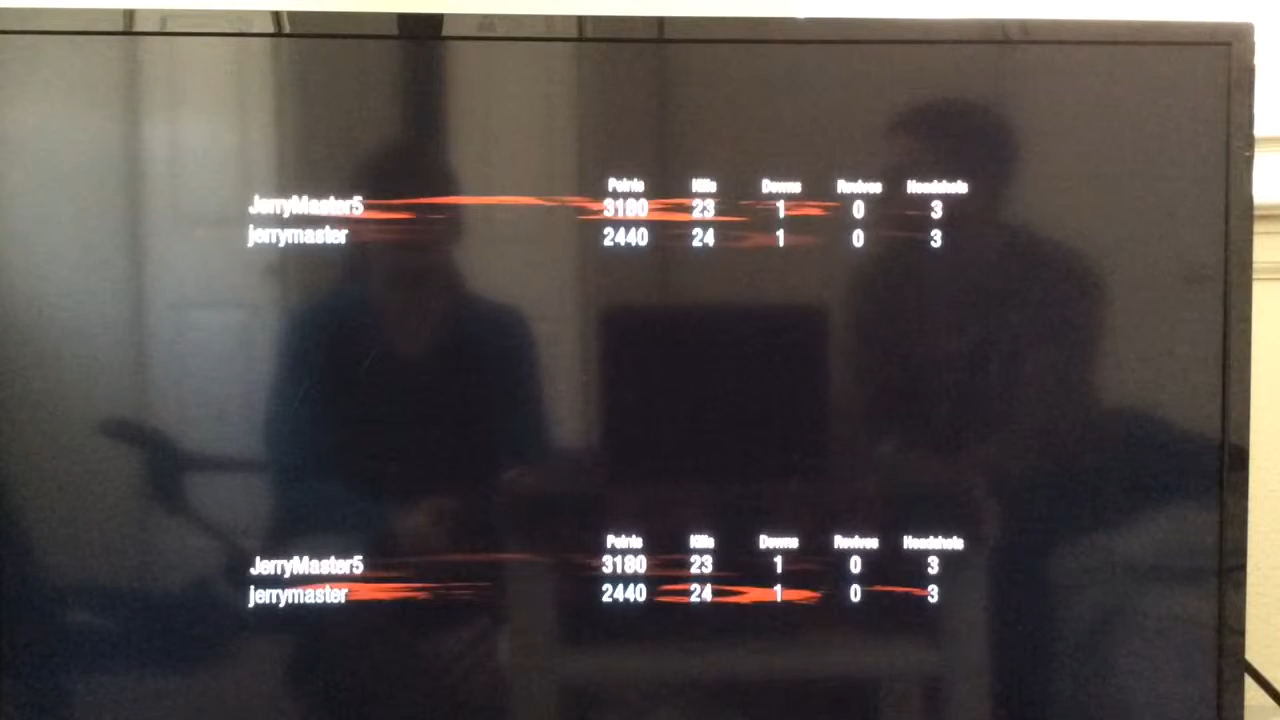 Points Kills Downs Revives Headshots
JerryMaster5 3180 23 1 0 3
jerrymaster 2440 24 1 0 3
Points Kills Downs Revives Headshots
JerryMaster5 3180 23 1 0 3
jerrymaster 2440 24 1 0 3